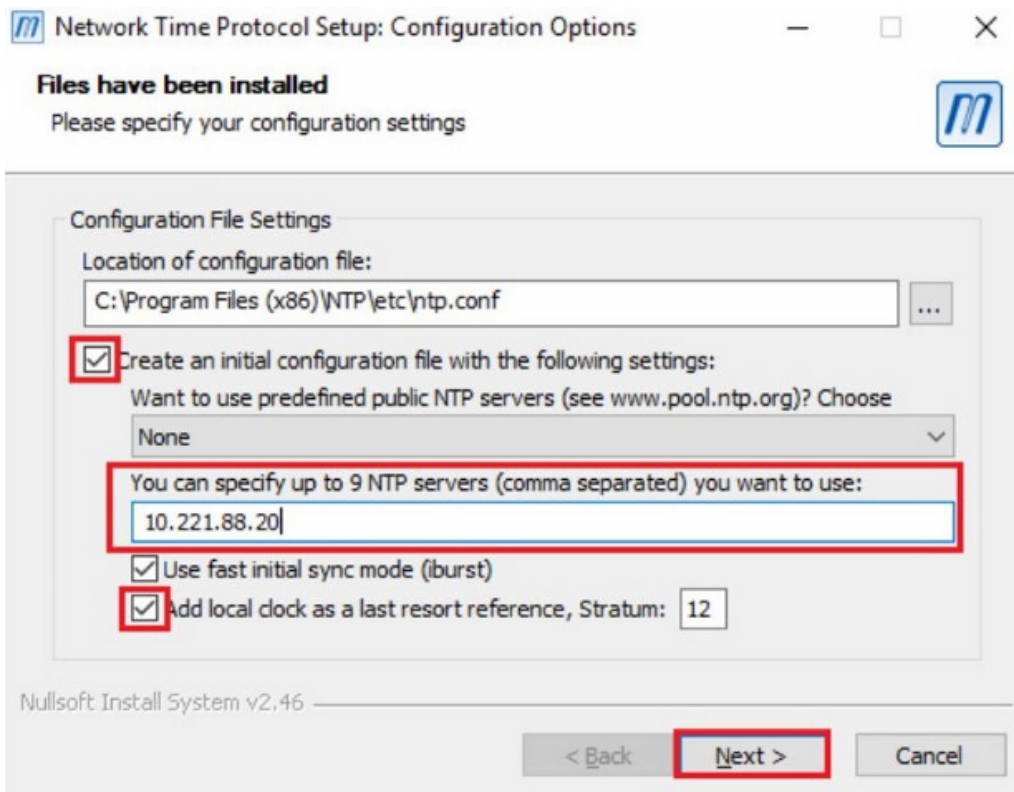 Network Time Protocol Setup: Configuration Options
Files have been installed
Please specify your configuration settings
Configuration File Settings
Location of configuration file:
C:\Program Files (x86)\NTP\etc\ntp.conf
...
Create an initial configuration file with the following settings:
Want to use predefined public NTP servers (see www.pool.ntp.org)? Choose
None
You can specify up to 9 NTP servers (comma separated) you want to use:
10.221.88.20
Use fast initial sync mode (iburst)
Add local clock as a last resort reference, Stratum: 12
Nullsoft Install System v2.46
< Back Next > Cancel